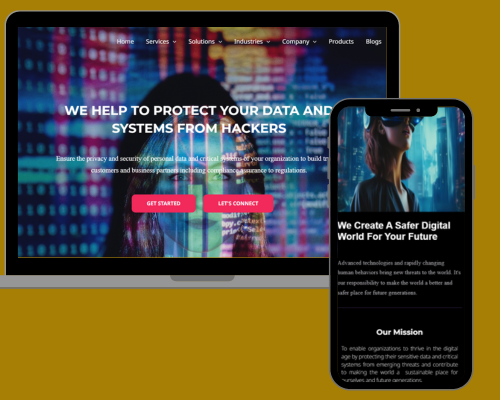 Home Services Solutions Industries Company Products Blogs
WE HELP TO PROTECT YOUR DATA AND
SYSTEMS FROM HACKERS
Ensure the privacy and security of personal data and critical systems of your organization to build tr
customers and business partners including compliance assurance to regulations.
GET STARTED LET'S CONNECT
We Create A Safer Digital
World For Your Future
Advanced technologies and rapidly changing
human behaviors bring new threats to the world. It's
our responsibility to make the world a better and
safer place for future generations.
Our Mission
To enable organizations to thrive in the digital
age by protecting their sensitive data and critical
systems from emerging threats and contribute
to making the world a sustainable place for
ourselves and future generations.